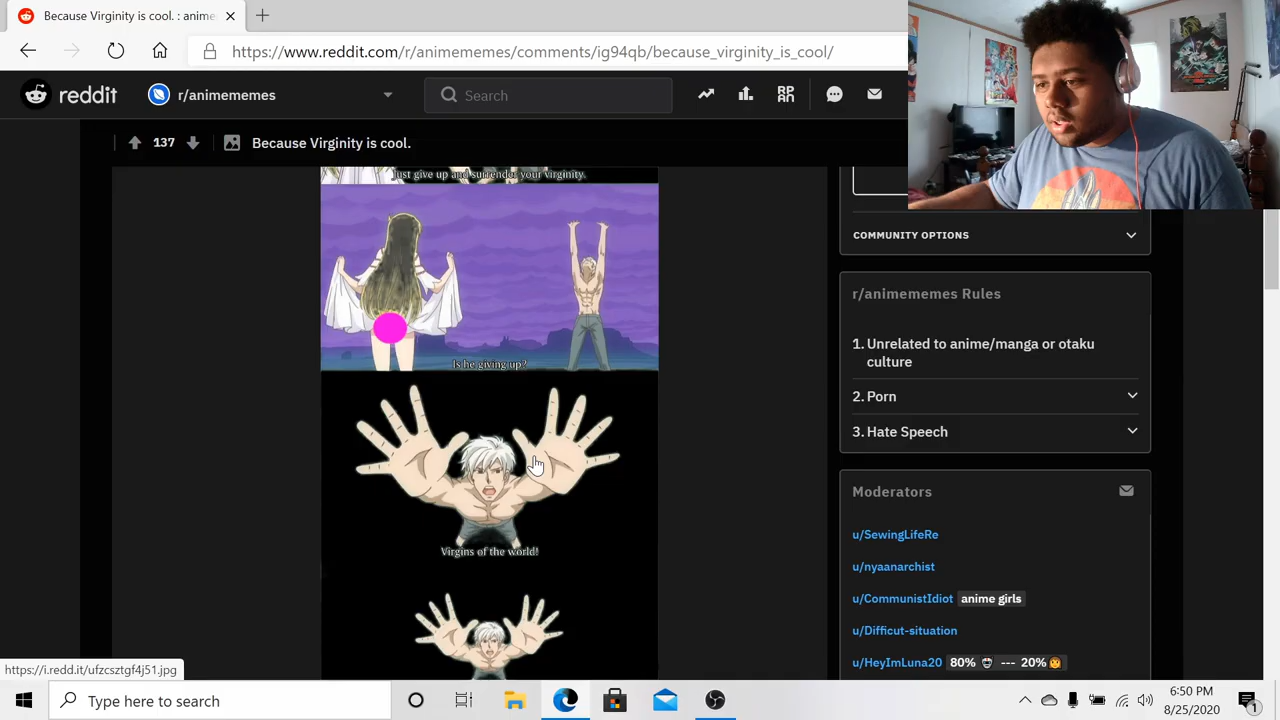 Because Virginity is cool. : anime
https://www.reddit.com/r/animememes/comments/ig94qb/because_virginity_is_cool/
reddit
r/animememes
Search
137
Because Virginity is cool.
Just give up and surrender your virginity.
Is he giving up?
Virgins of the world!
COMMUNITY OPTIONS
r/animememes Rules
1. Unrelated to anime/manga or otaku
culture
2. Porn
3. Hate Speech
Moderators
u/SewingLifeRe
u/nyaanarchist
u/CommunistIdiot anime girls
u/Difficut-situation
u/HeyImLuna20 80% 💀 --- 20% 👩
https://i.redd.it/ufzcsztgf4j51.jpg
Type here to search
6:50 PM
8/25/2020
1